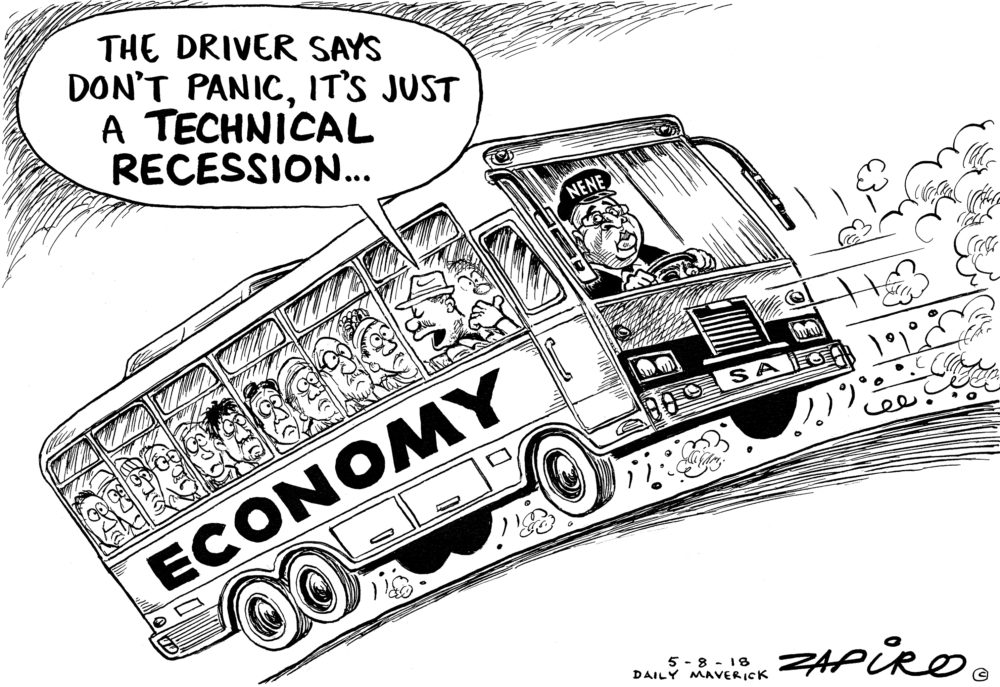 THE DRIVER SAYS
DON'T PANIC, IT'S JUST
A TECHNICAL
RECESSION...
NENE
SA
ECONOMY
5-8-18
DAILY MAVERICK
ZAPIRO
©